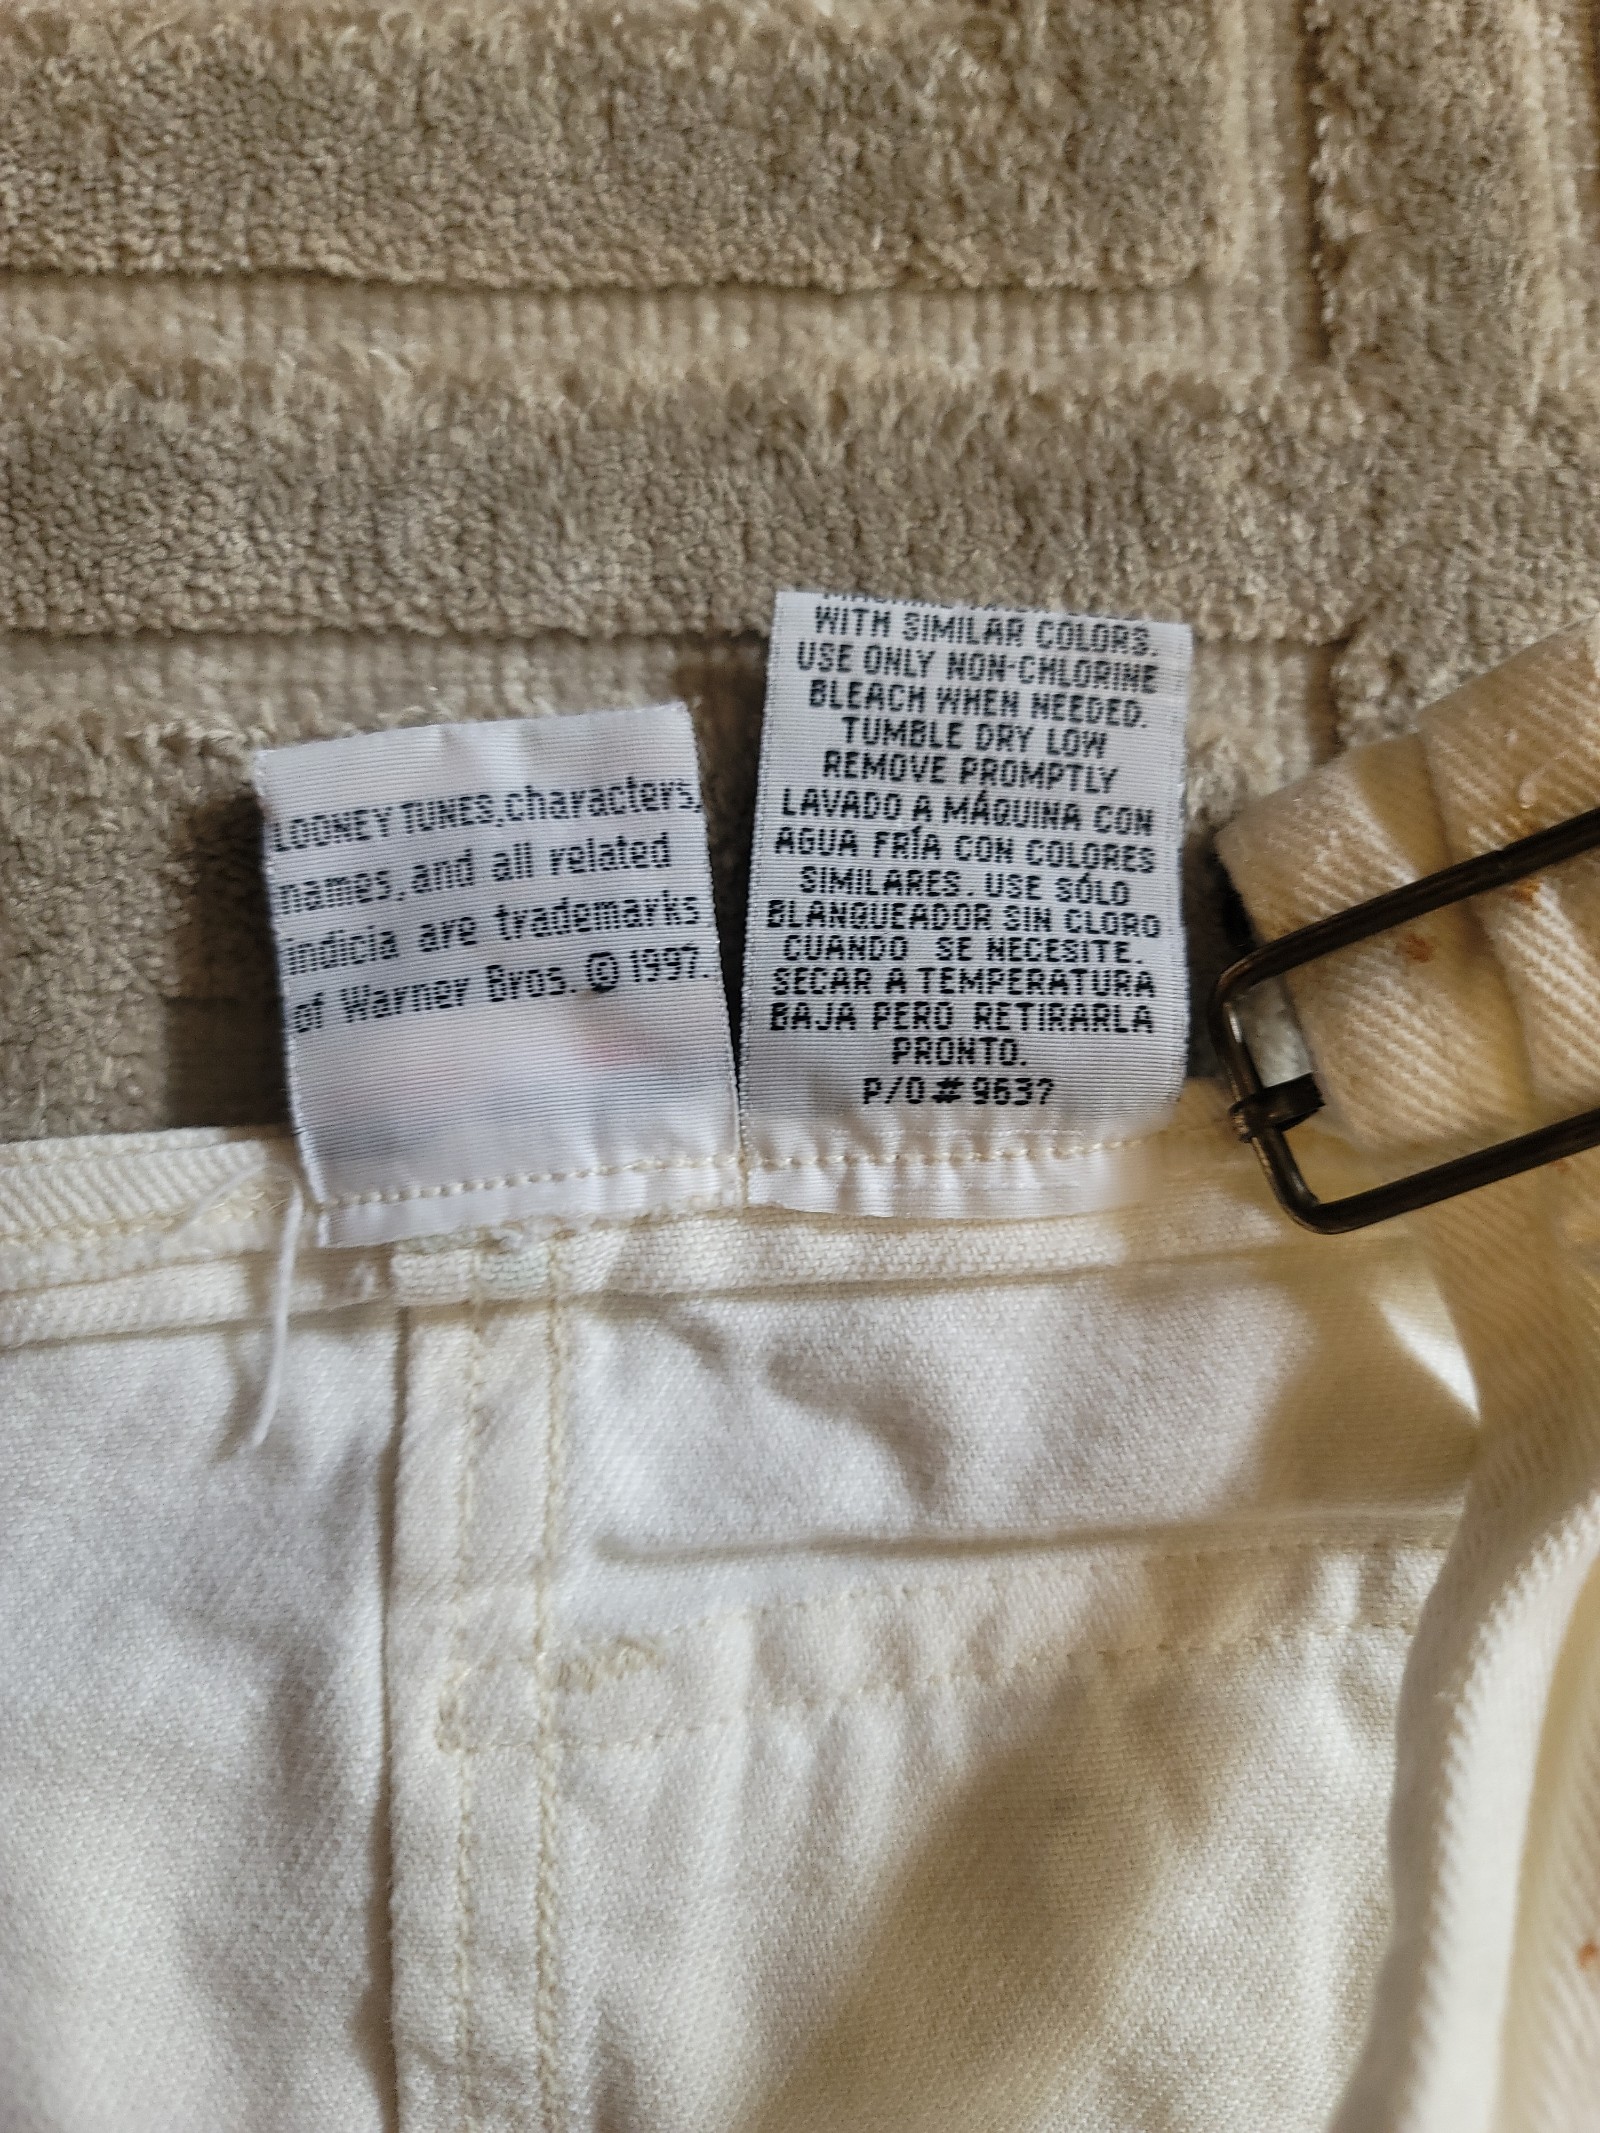 LOONEY TUNES, characters,
names, and all related
indicia are trademarks
of Warner Bros. © 1997.
WITH SIMILAR COLORS.
USE ONLY NON-CHLORINE
BLEACH WHEN NEEDED.
TUMBLE DRY LOW
REMOVE PROMPTLY
LAVADO A MÁQUINA CON
AGUA FRÍA CON COLORES
SIMILARES. USE SÓLO
BLANQUEADOR SIN CLORO
CUANDO SE NECESITE.
SECAR A TEMPERATURA
BAJA PERO RETIRARLA
PRONTO.
P/O # 9637